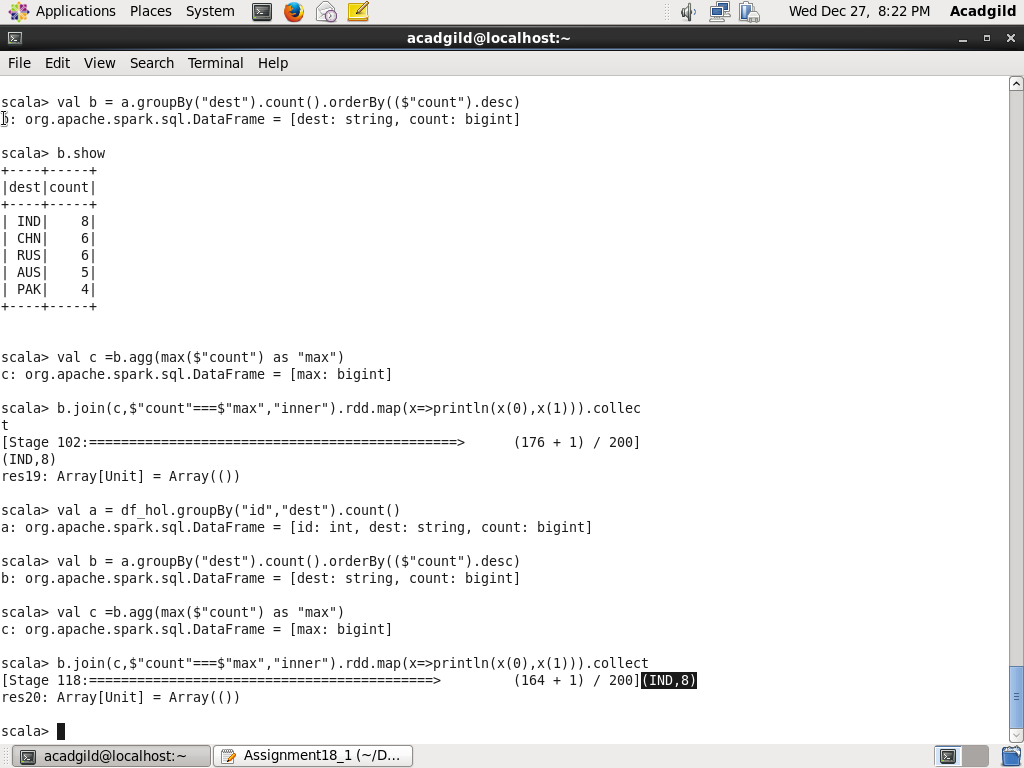 Applications Places System Wed Dec 27, 8:22 PM Acadgild
acadgild@localhost:~
File Edit View Search Terminal Help
scala> val b = a.groupBy("dest").count().orderBy(($"count").desc)
b: org.apache.spark.sql.DataFrame = [dest: string, count: bigint]
scala> b.show
+----+-----+
|dest|count|
+----+-----+
| IND|    8|
| CHN|    6|
| RUS|    6|
| AUS|    5|
| PAK|    4|
+----+-----+
scala> val c =b.agg(max($"count") as "max")
c: org.apache.spark.sql.DataFrame = [max: bigint]
scala> b.join(c,$"count"===$"max","inner").rdd.map(x=>println(x(0),x(1))).collec
t
[Stage 102:==============================================>      (176 + 1) / 200]
(IND,8)
res19: Array[Unit] = Array(())
scala> val a = df_hol.groupBy("id","dest").count()
a: org.apache.spark.sql.DataFrame = [id: int, dest: string, count: bigint]
scala> val b = a.groupBy("dest").count().orderBy(($"count").desc)
b: org.apache.spark.sql.DataFrame = [dest: string, count: bigint]
scala> val c =b.agg(max($"count") as "max")
c: org.apache.spark.sql.DataFrame = [max: bigint]
scala> b.join(c,$"count"===$"max","inner").rdd.map(x=>println(x(0),x(1))).collect
[Stage 118:===========================================>         (164 + 1) / 200](IND,8)
res20: Array[Unit] = Array(())
scala>
acadgild@localhost:~ Assignment18_1 (~/D...